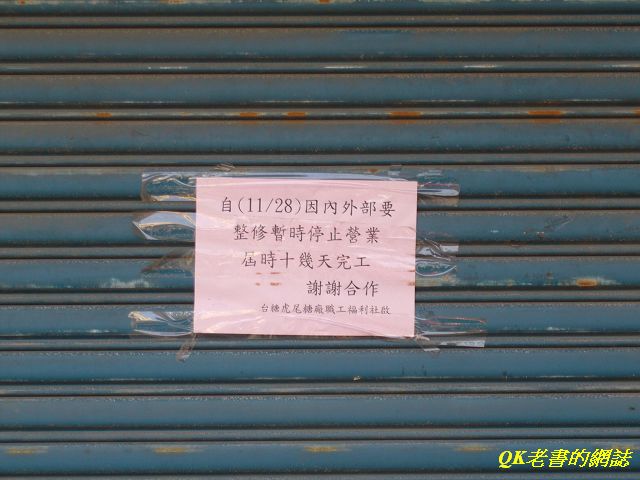 自(11/28)因內外部要
整修暫時停止營業
屆時十幾天完工
謝謝合作
台糖虎尾糖廠職工福利社啟
QK老書的網誌